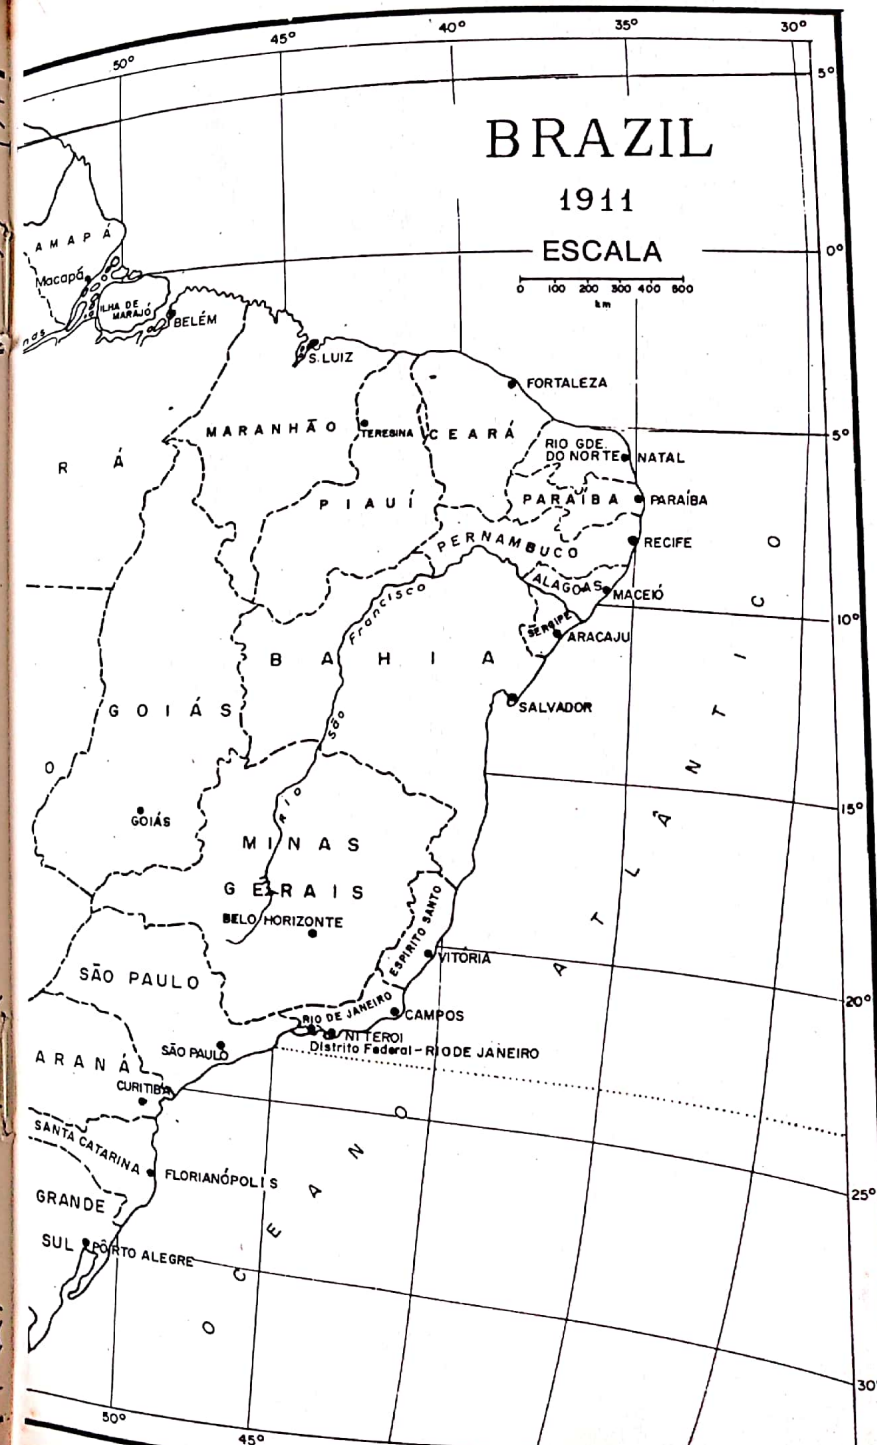 50°
45°
40°
35°
30°
5°
BRAZIL
1911
ESCALA
0 100 200 300 400 500
km
0°
AMAPÁ
Macapá
ILHA DE
MARAJÓ
nas
BELÉM
S. LUIZ
FORTALEZA
MARANHÃO
TERESINA
CEARÁ
RIO GDE.
DO NORTE
NATAL
5°
R Á
PIAUÍ
PARAÍBA
PARAÍBA
PERNAMBUCO
RECIFE
ALAGOAS
MACEIÓ
10°
SERGIPE
ARACAJU
Rio São Francisco
BAHIA
SALVADOR
GOIÁS
O
GOIÁS
15°
MINAS
GERAIS
BELO HORIZONTE
ESPIRITO SANTO
VITÓRIA
20°
SÃO PAULO
RIO DE JANEIRO
CAMPOS
NITEROI
Distrito Federal-RIO DE JANEIRO
SÃO PAULO
ARANÁ
CURITIBA
SANTA CATARINA
FLORIANÓPOLIS
25°
GRANDE
SUL
PÔRTO ALEGRE
OCEANO ATLÂNTICO
30°
50°
45°